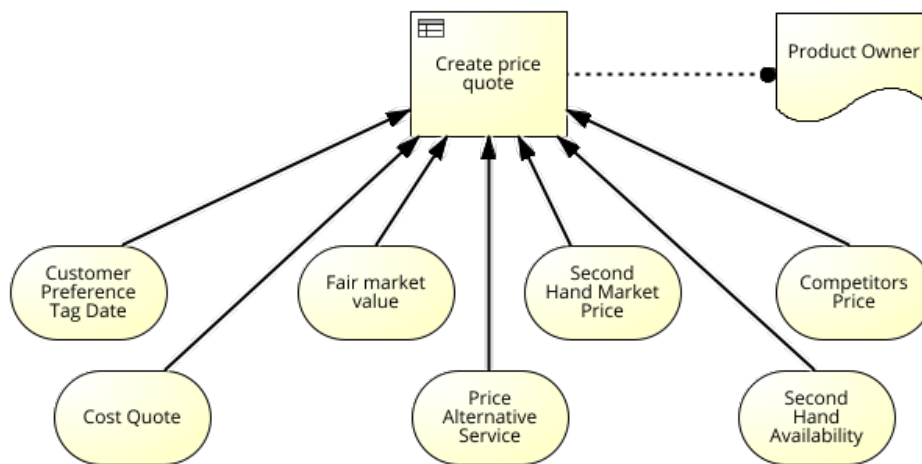 Create price
quote
Product Owner
Customer
Preference
Tag Date
Fair market
value
Second
Hand Market
Price
Competitors
Price
Cost Quote
Price
Alternative
Service
Second
Hand
Availability